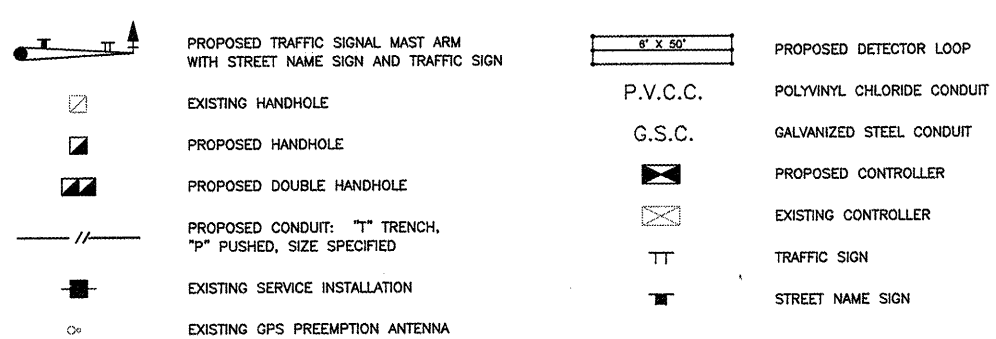 PROPOSED TRAFFIC SIGNAL MAST ARM
WITH STREET NAME SIGN AND TRAFFIC SIGN
EXISTING HANDHOLE
PROPOSED HANDHOLE
PROPOSED DOUBLE HANDHOLE
PROPOSED CONDUIT: "T" TRENCH,
"P" PUSHED, SIZE SPECIFIED
EXISTING SERVICE INSTALLATION
EXISTING GPS PREEMPTION ANTENNA
6' X 50' PROPOSED DETECTOR LOOP
P.V.C.C. POLYVINYL CHLORIDE CONDUIT
G.S.C. GALVANIZED STEEL CONDUIT
PROPOSED CONTROLLER
EXISTING CONTROLLER
TRAFFIC SIGN
STREET NAME SIGN